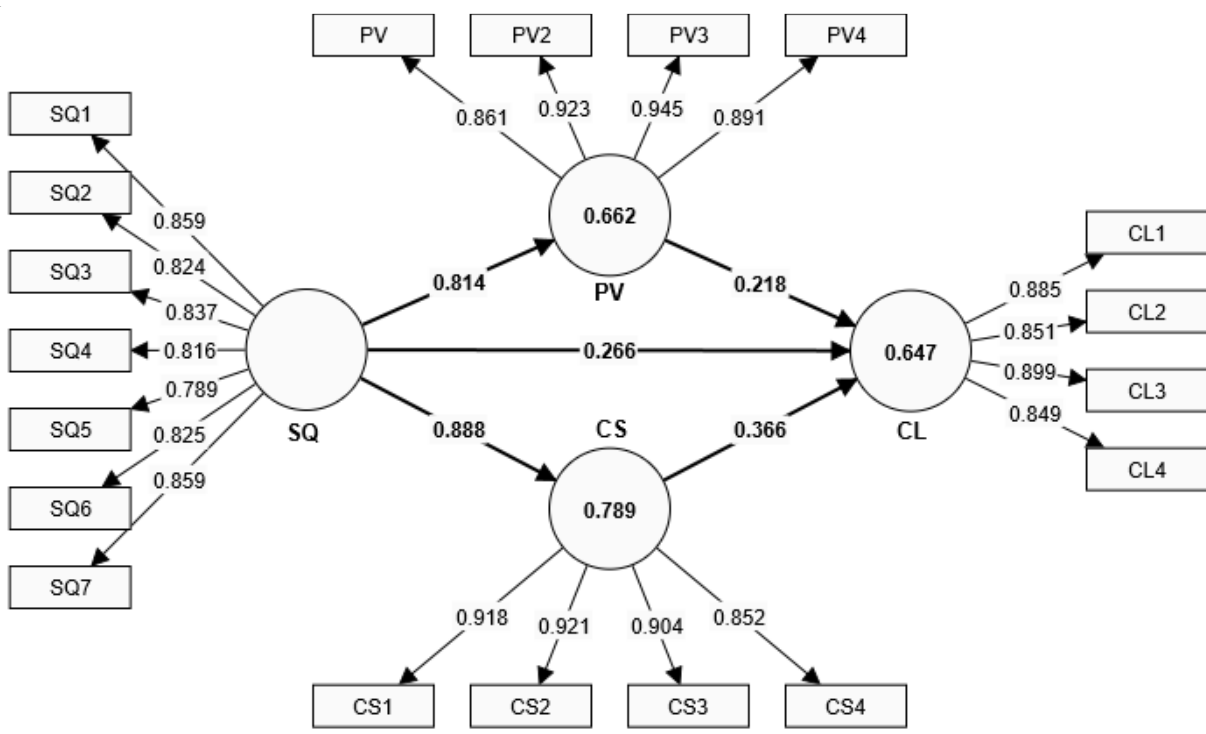 PV PV2 PV3 PV4
0.861 0.923 0.945 0.891
SQ1
SQ2
SQ3
SQ4
SQ5
SQ6
SQ7
0.859
0.824
0.837
0.816
0.789
0.825
0.859
SQ
0.814
0.266
0.888
0.662
PV
CS
0.789
0.218
0.366
0.647
CL
0.885
0.851
0.899
0.849
CL1
CL2
CL3
CL4
0.918 0.921 0.904 0.852
CS1 CS2 CS3 CS4